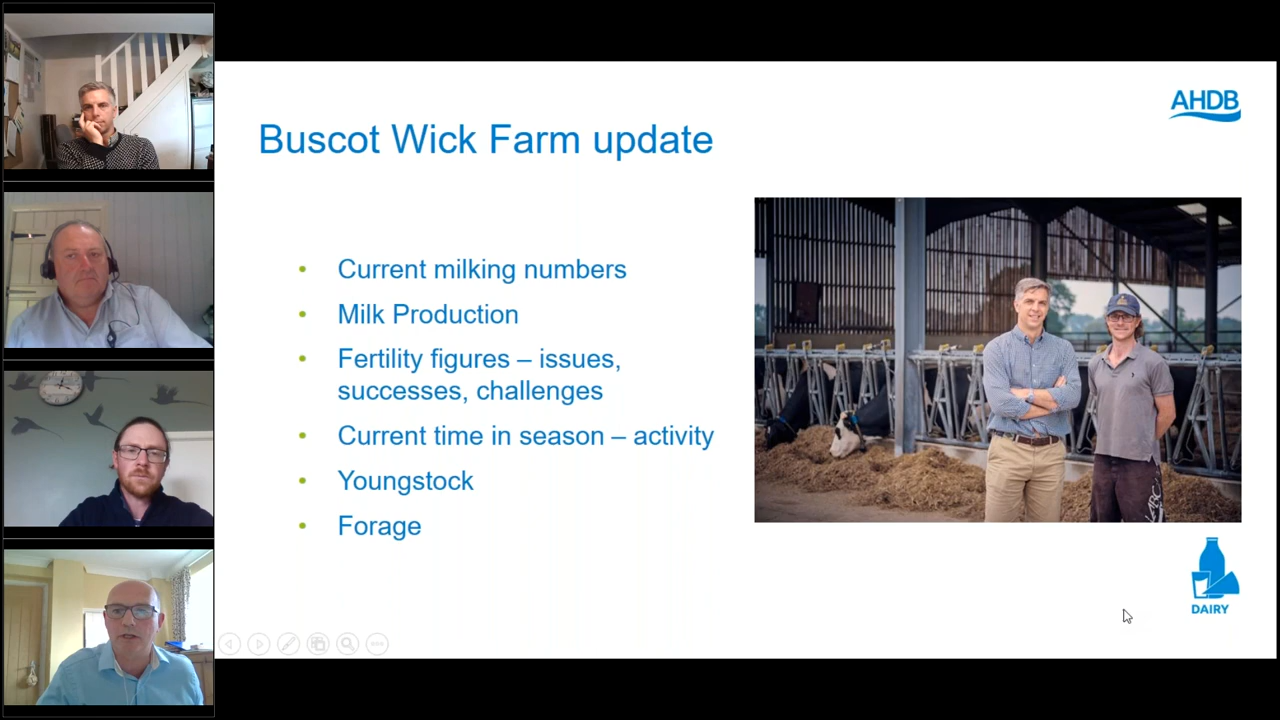 AHDB
Buscot Wick Farm update
• Current milking numbers
• Milk Production
• Fertility figures – issues,
successes, challenges
• Current time in season – activity
• Youngstock
• Forage
DAIRY